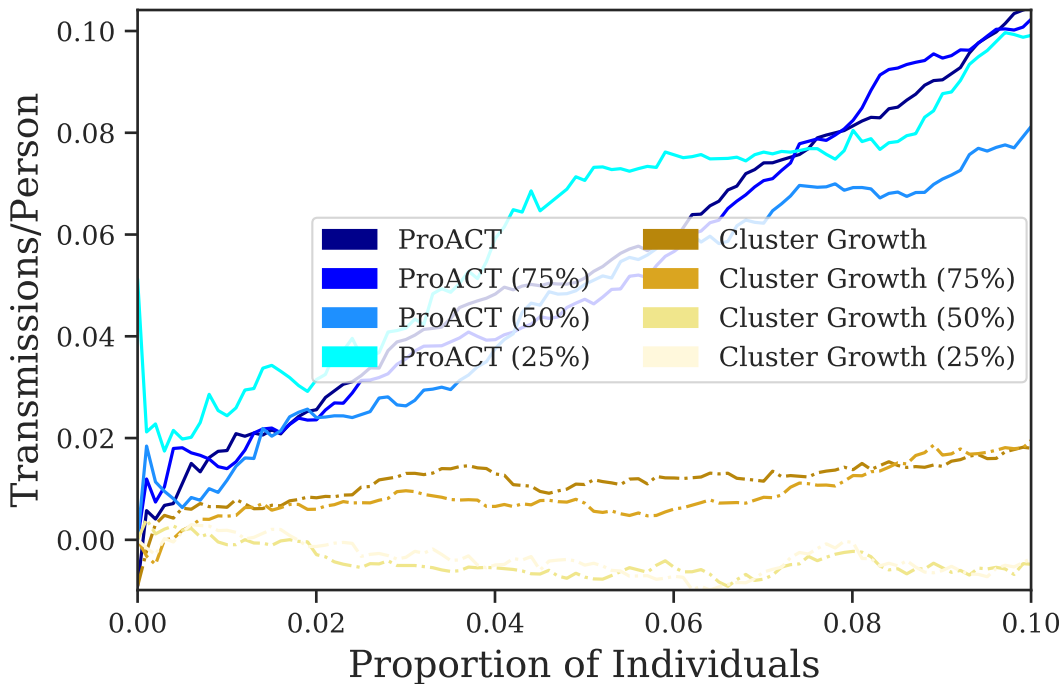 0.10
0.08
0.06
0.04
0.02
0.00
Transmissions/Person
ProACT
ProACT (75%)
ProACT (50%)
ProACT (25%)
Cluster Growth
Cluster Growth (75%)
Cluster Growth (50%)
Cluster Growth (25%)
0.00 0.02 0.04 0.06 0.08 0.10
Proportion of Individuals